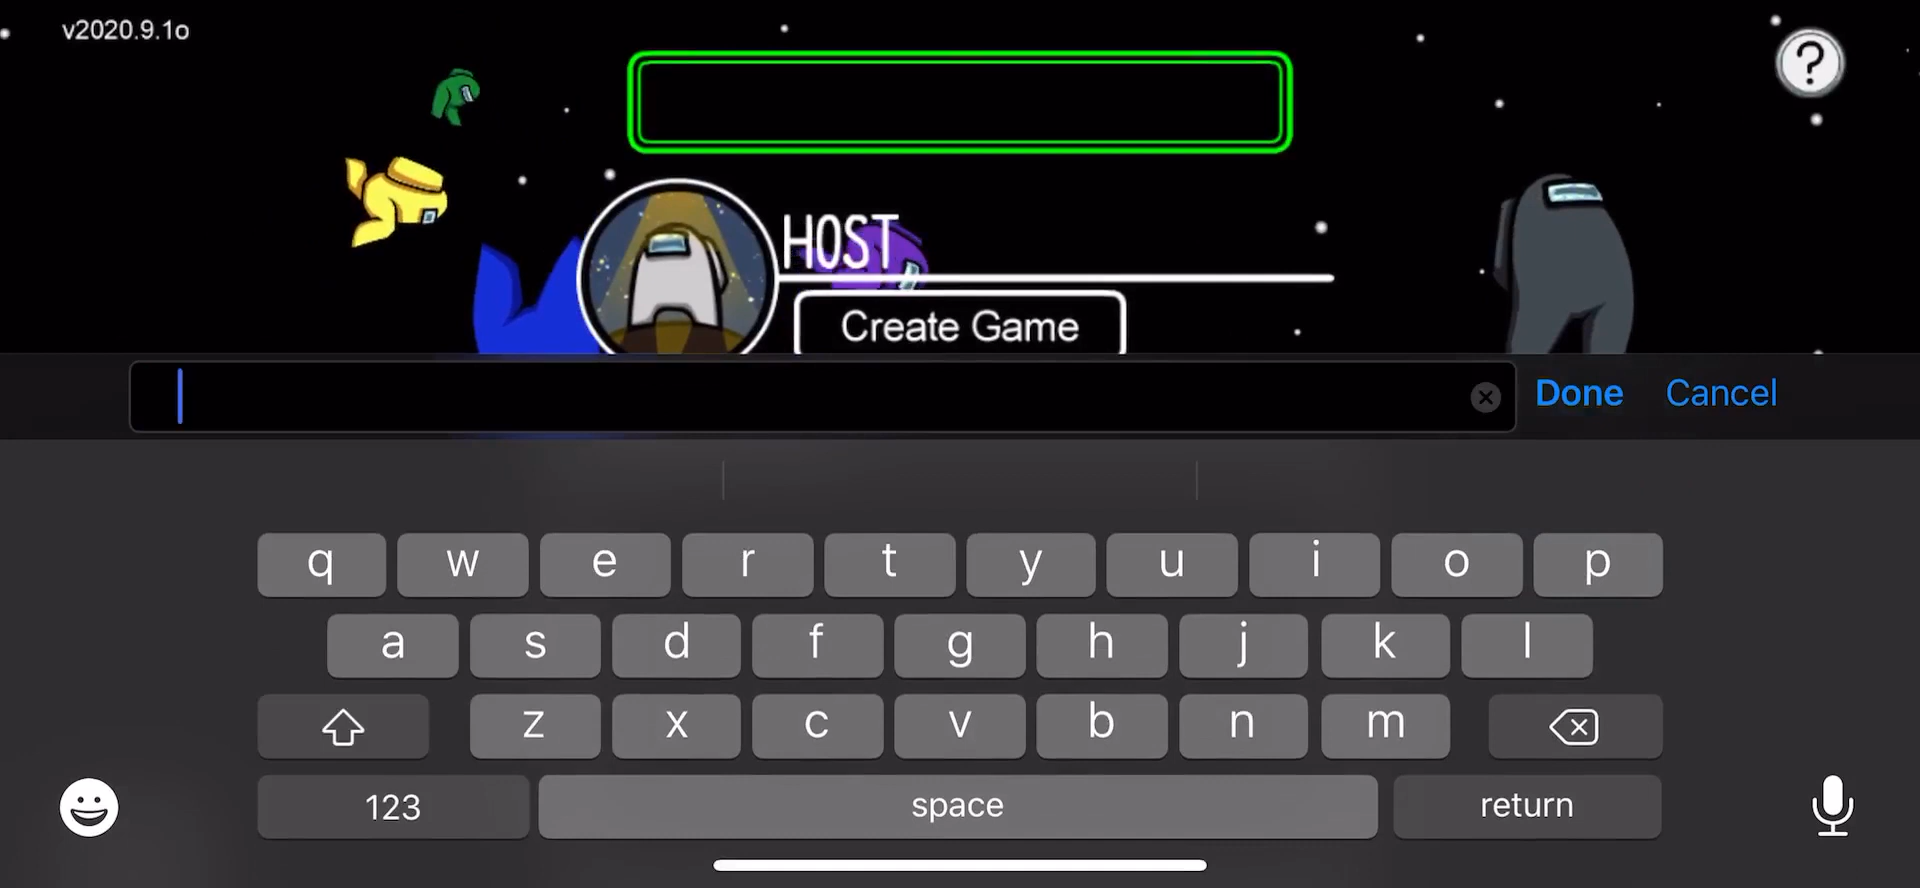 v2020.9.1o
?
HOST
Create Game
Done Cancel
q w e r t y u i o p
a s d f g h j k l
z x c v b n m
123 space return